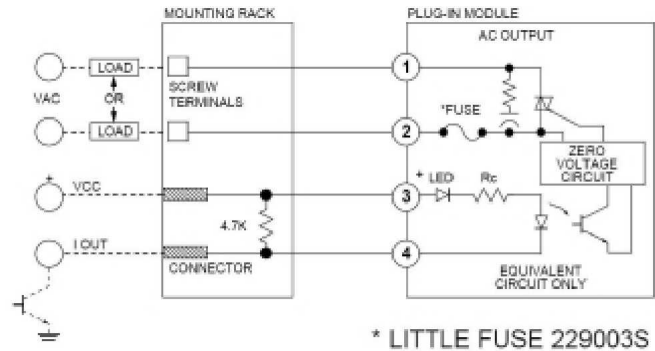 MOUNTING RACK
PLUG-IN MODULE
AC OUTPUT
LOAD
1
VAC
OR
SCREW
TERMINALS
*FUSE
LOAD
2
ZERO
VOLTAGE
CIRCUIT
+
VCC
3
* LED
Rc
4.7K
I OUT
4
CONNECTOR
EQUIVALENT
CIRCUIT ONLY
* LITTLE FUSE 229003S